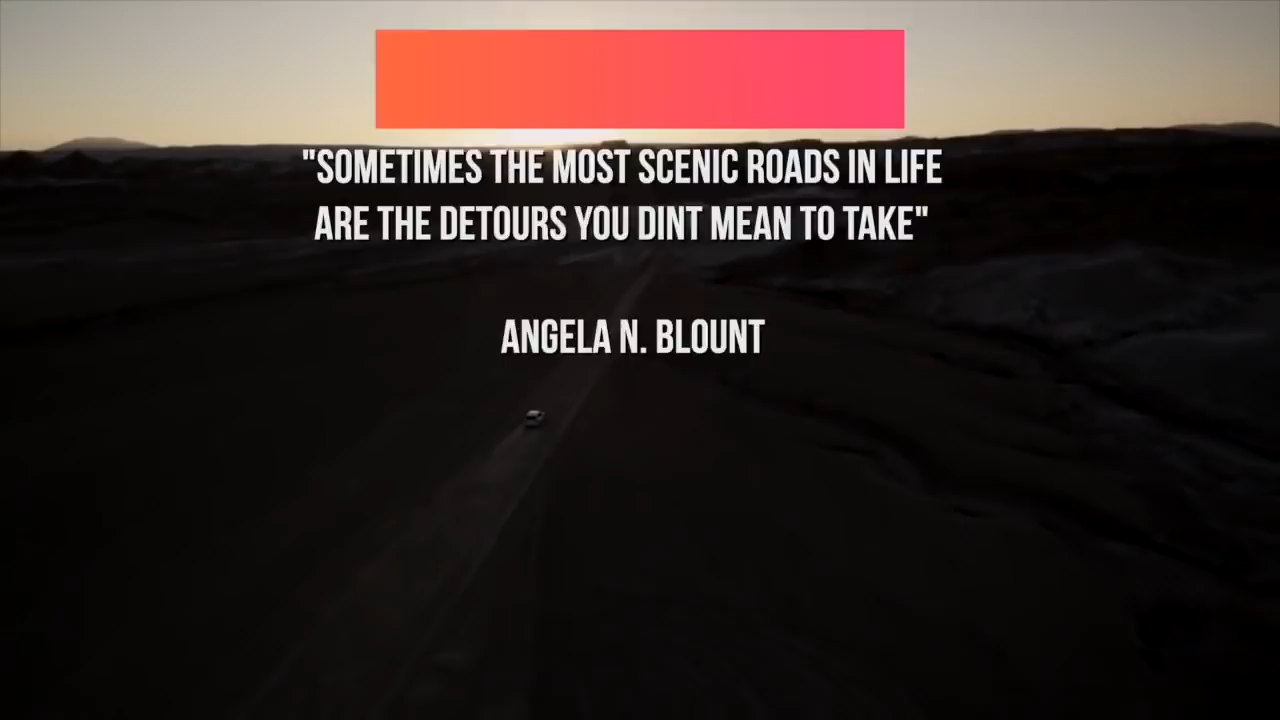 "SOMETIMES THE MOST SCENIC ROADS IN LIFE
ARE THE DETOURS YOU DINT MEAN TO TAKE"
ANGELA N. BLOUNT